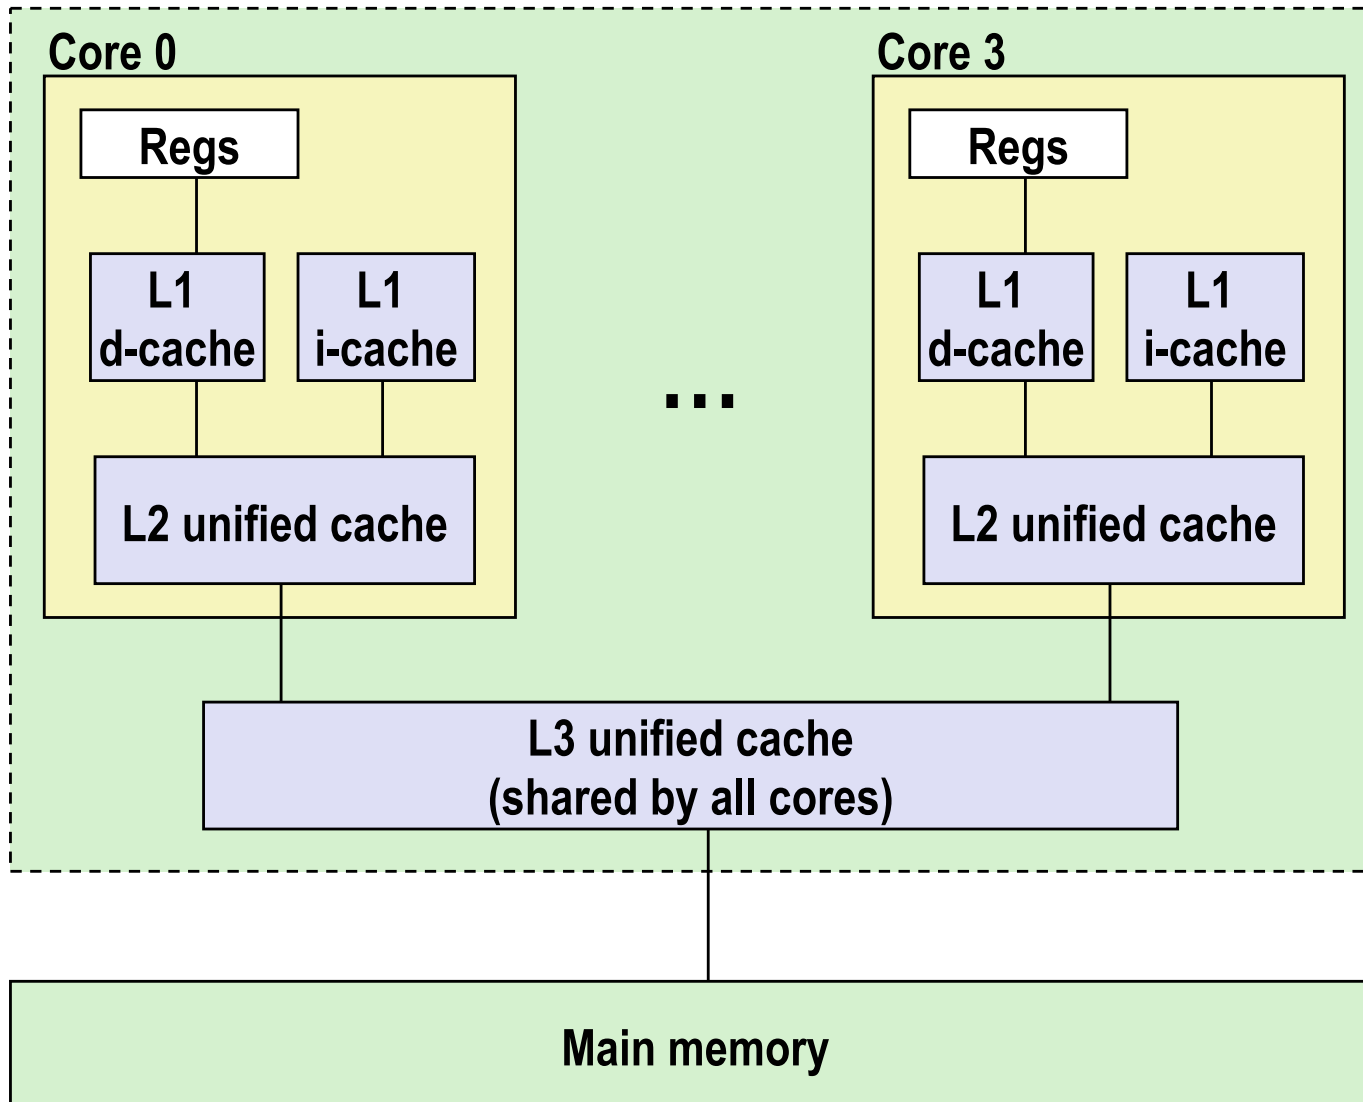 Core 0
Regs
L1
d-cache
L1
i-cache
L2 unified cache
...
Core 3
Regs
L1
d-cache
L1
i-cache
L2 unified cache
L3 unified cache
(shared by all cores)
Main memory